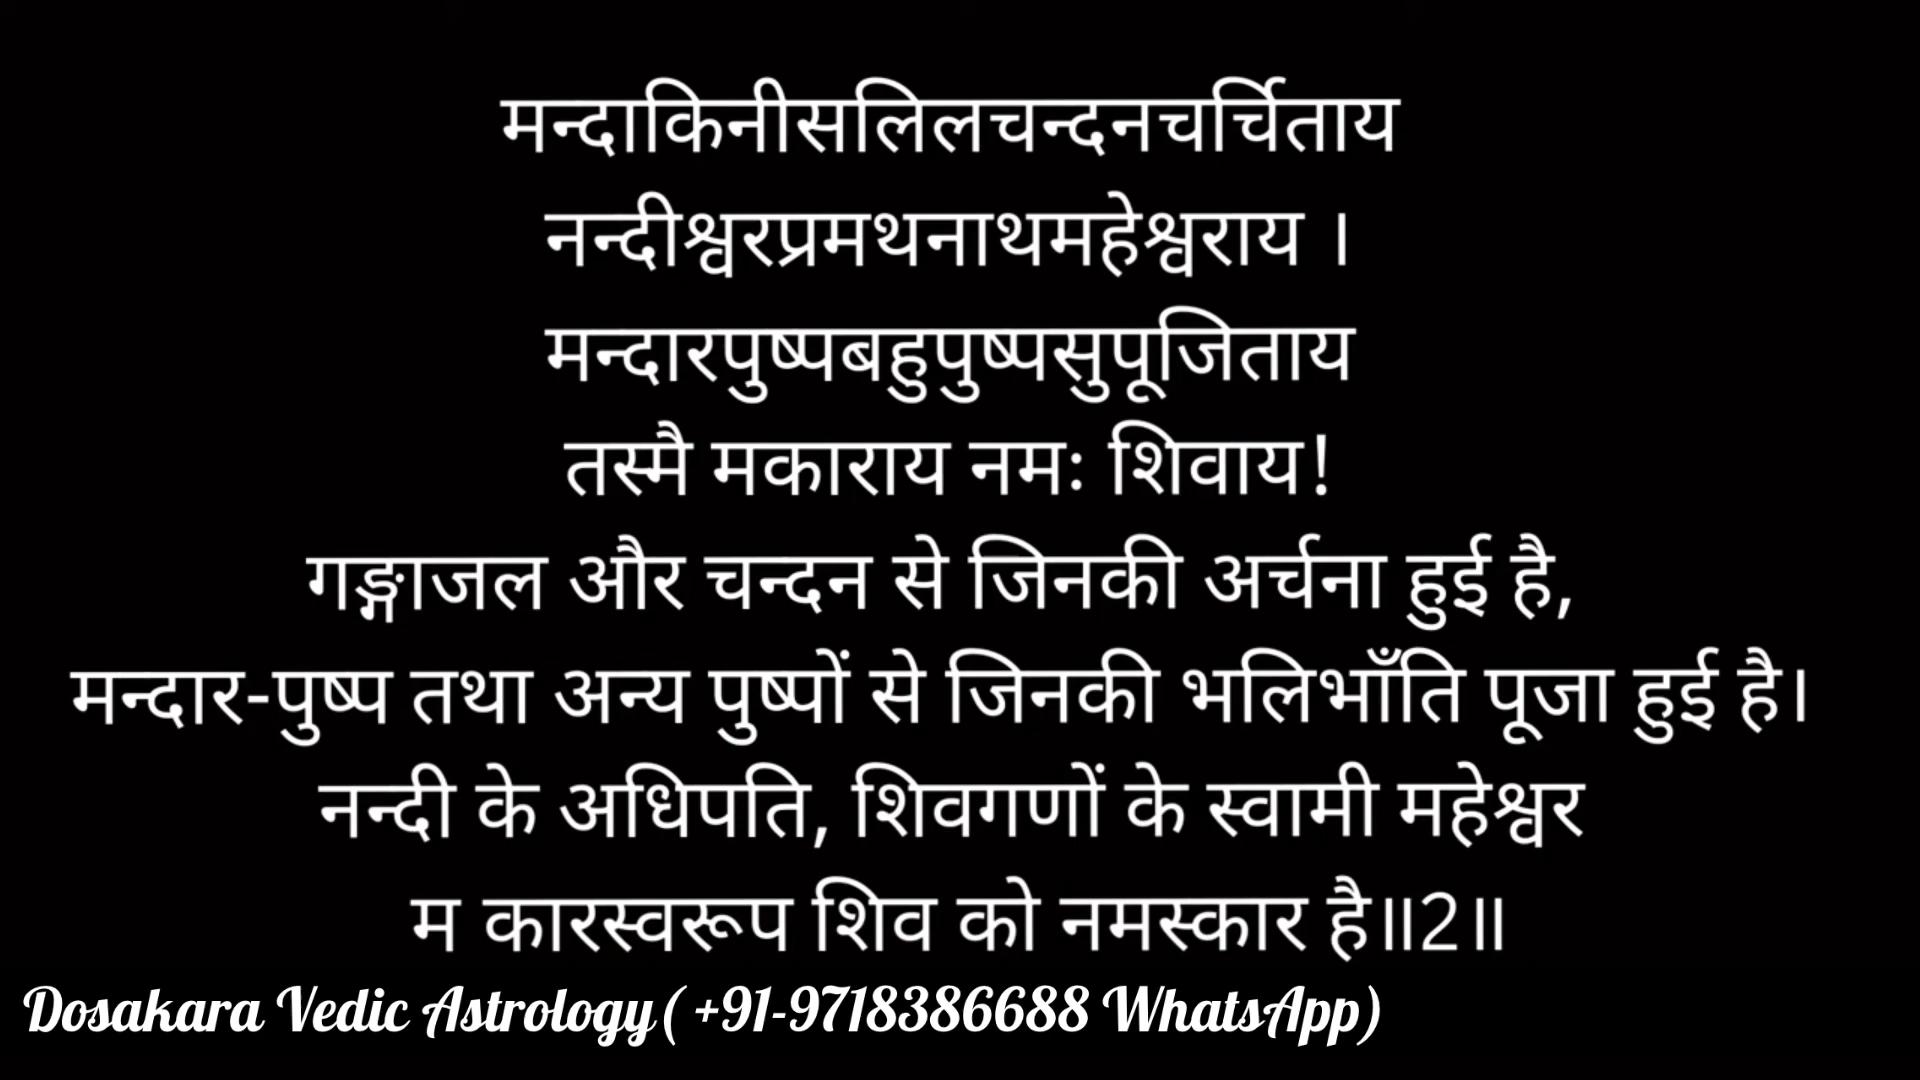 मन्दाकिनीसलिलचन्दनचर्चिताय
नन्दीश्वरप्रमथनाथमहेश्वराय ।
मन्दारपुष्पबहुपुष्पसुपूजिताय
तस्मै मकाराय नमः शिवाय!
गङ्गाजल और चन्दन से जिनकी अर्चना हुई है,
मन्दार-पुष्प तथा अन्य पुष्पों से जिनकी भलिभाँति पूजा हुई है।
नन्दी के अधिपति, शिवगणों के स्वामी महेश्वर
म कारस्वरूप शिव को नमस्कार है॥2॥
Dosakara Vedic Astrology( +91-9718386688 WhatsApp)